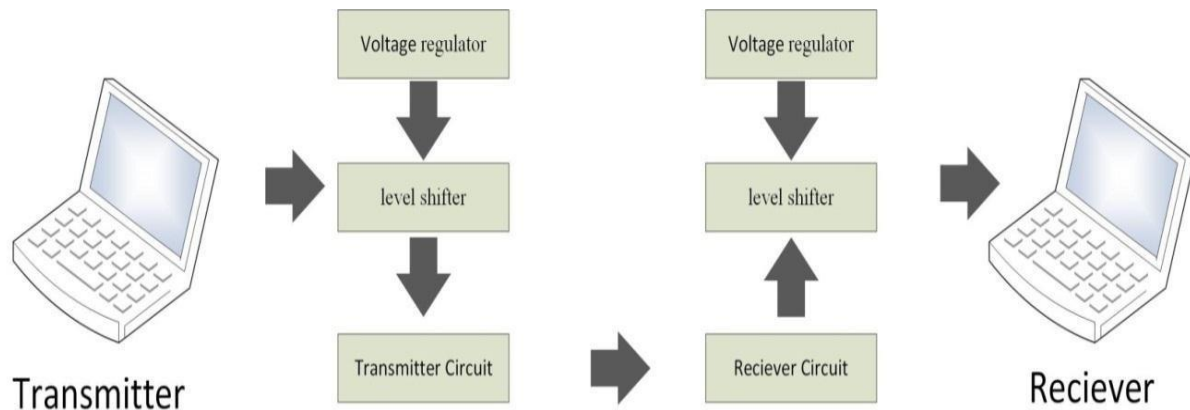 Voltage regulator
Voltage regulator
level shifter
level shifter
Transmitter Circuit
Reciever Circuit
Transmitter
Reciever